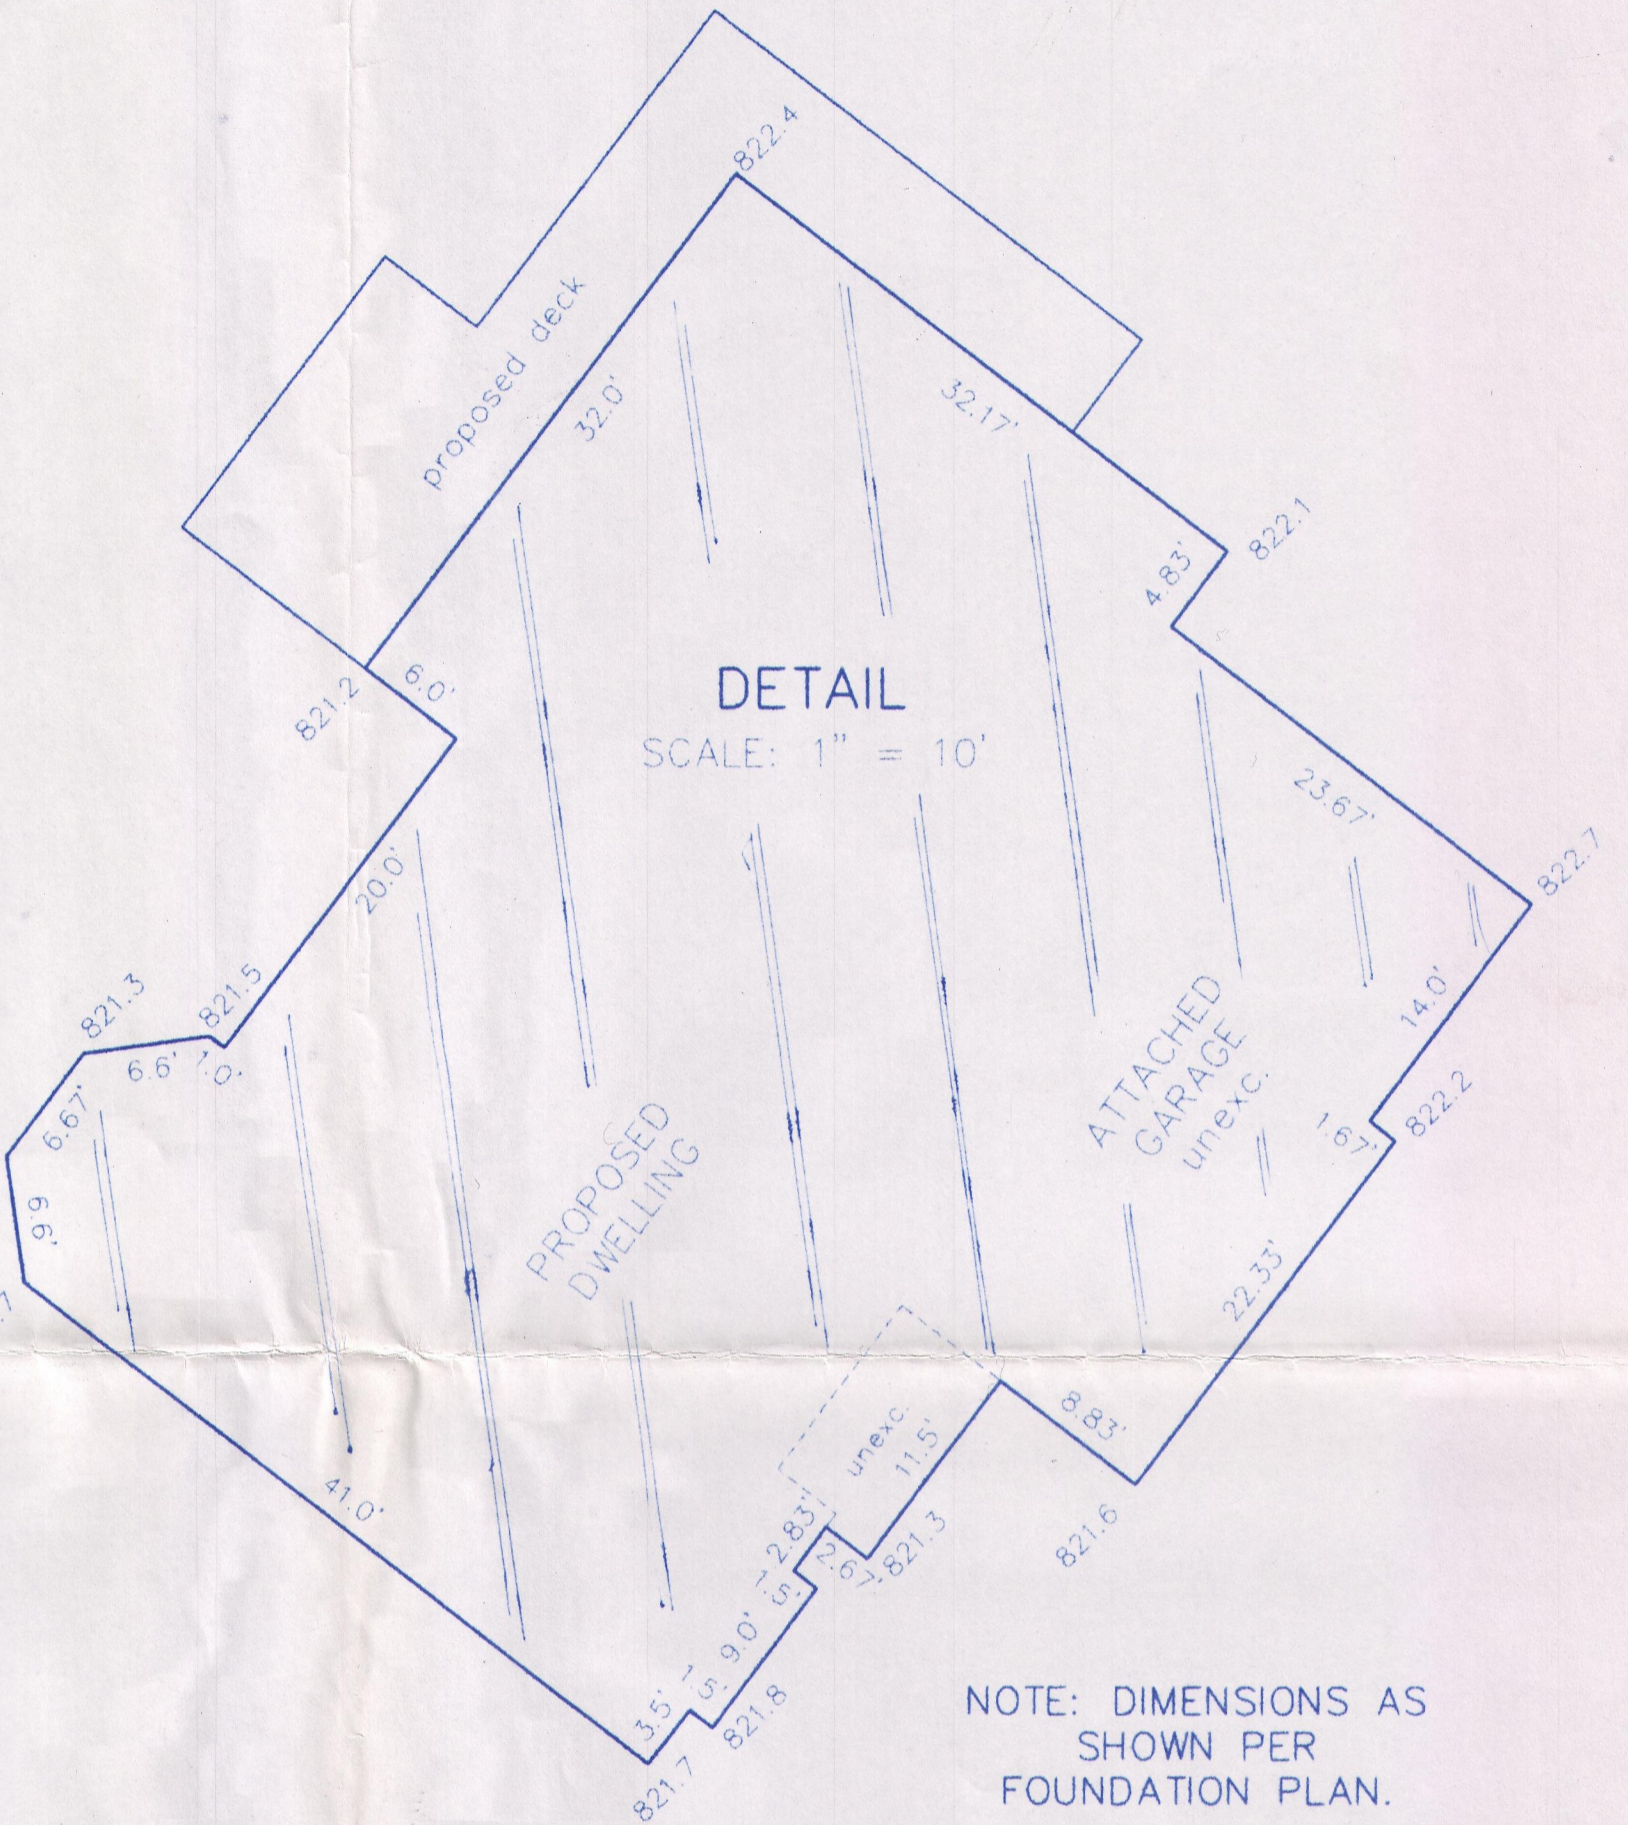 822.4
proposed deck
32.0'
32.17'
822.1
4.83'
821.2
6.0'
DETAIL
SCALE: 1" = 10'
23.67'
822.7
20.0'
821.5
821.3
6.6'
1.0'
14.0'
822.2
1.67'
ATTACHED
GARAGE
unexc.
6.67'
6.6'
PROPOSED
DWELLING
22.33'
8.83'
unexc.
11.5'
41.0'
2.83'
2.67'
821.3
821.6
1.5'
9.0'
1.5'
3.5'
821.8
821.7
NOTE: DIMENSIONS AS
SHOWN PER
FOUNDATION PLAN.